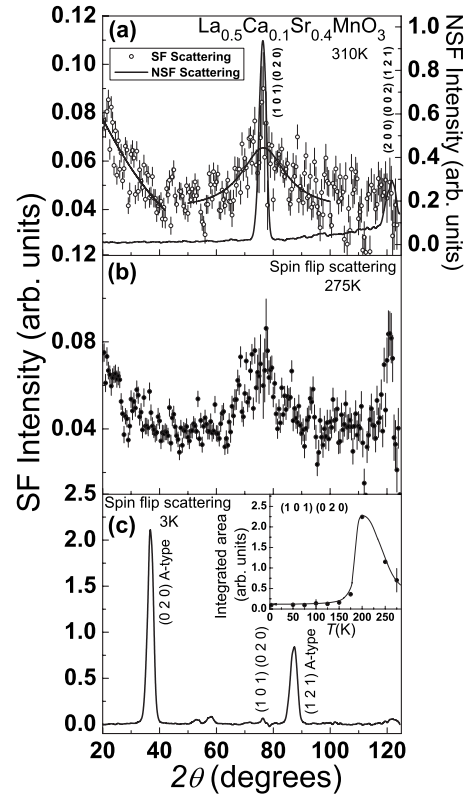 (a) La0.5Ca0.1Sr0.4MnO3
310K
SF Scattering
NSF Scattering
(1 0 1) (0 2 0)
(2 0 0) (0 0 2) (1 2 1)
0.12
0.10
0.08
0.06
0.04
1.0
0.8
0.6
0.4
0.2
0.0
NSF Intensity (arb. units)
SF Intensity (arb. units)
0.12
(b) Spin flip scattering
275K
0.08
0.04
2.5
(c) Spin flip scattering
3K
(0 2 0) A-type
(1 0 1) (0 2 0)
(1 2 1) A-type
2.0
1.5
1.0
0.5
0.0
(1 0 1) (0 2 0)
Integrated area
(arb. units)
2.5
2.0
1.5
1.0
0.5
0.0
0 50 100 150 200 250
T(K)
20 40 60 80 100 120
2θ (degrees)